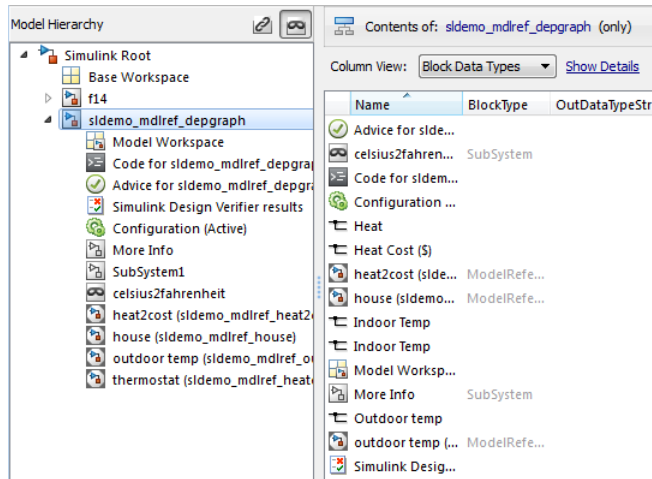 Model Hierarchy
Simulink Root
Base Workspace
f14
sldemo_mdlref_depgraph
Model Workspace
Code for sldemo_mdlref_depgra
Advice for sldemo_mdlref_depgra
Simulink Design Verifier results
Configuration (Active)
More Info
SubSystem1
celsius2fahrenheit
heat2cost (sldemo_mdlref_heat2
house (sldemo_mdlref_house)
outdoor temp (sldemo_mdlref_ou
thermostat (sldemo_mdlref_heate
Contents of: sldemo_mdlref_depgraph (only)
Column View: Block Data Types Show Details
Name BlockType OutDataTypeStr
Advice for slde...
celsius2fahren... SubSystem
Code for sldem...
Configuration ...
Heat
Heat Cost ($)
heat2cost (slde... ModelRefe...
house (sldemo... ModelRefe...
Indoor Temp
Indoor Temp
Model Worksp...
More Info SubSystem
Outdoor temp
outdoor temp (... ModelRefe...
Simulink Desig...